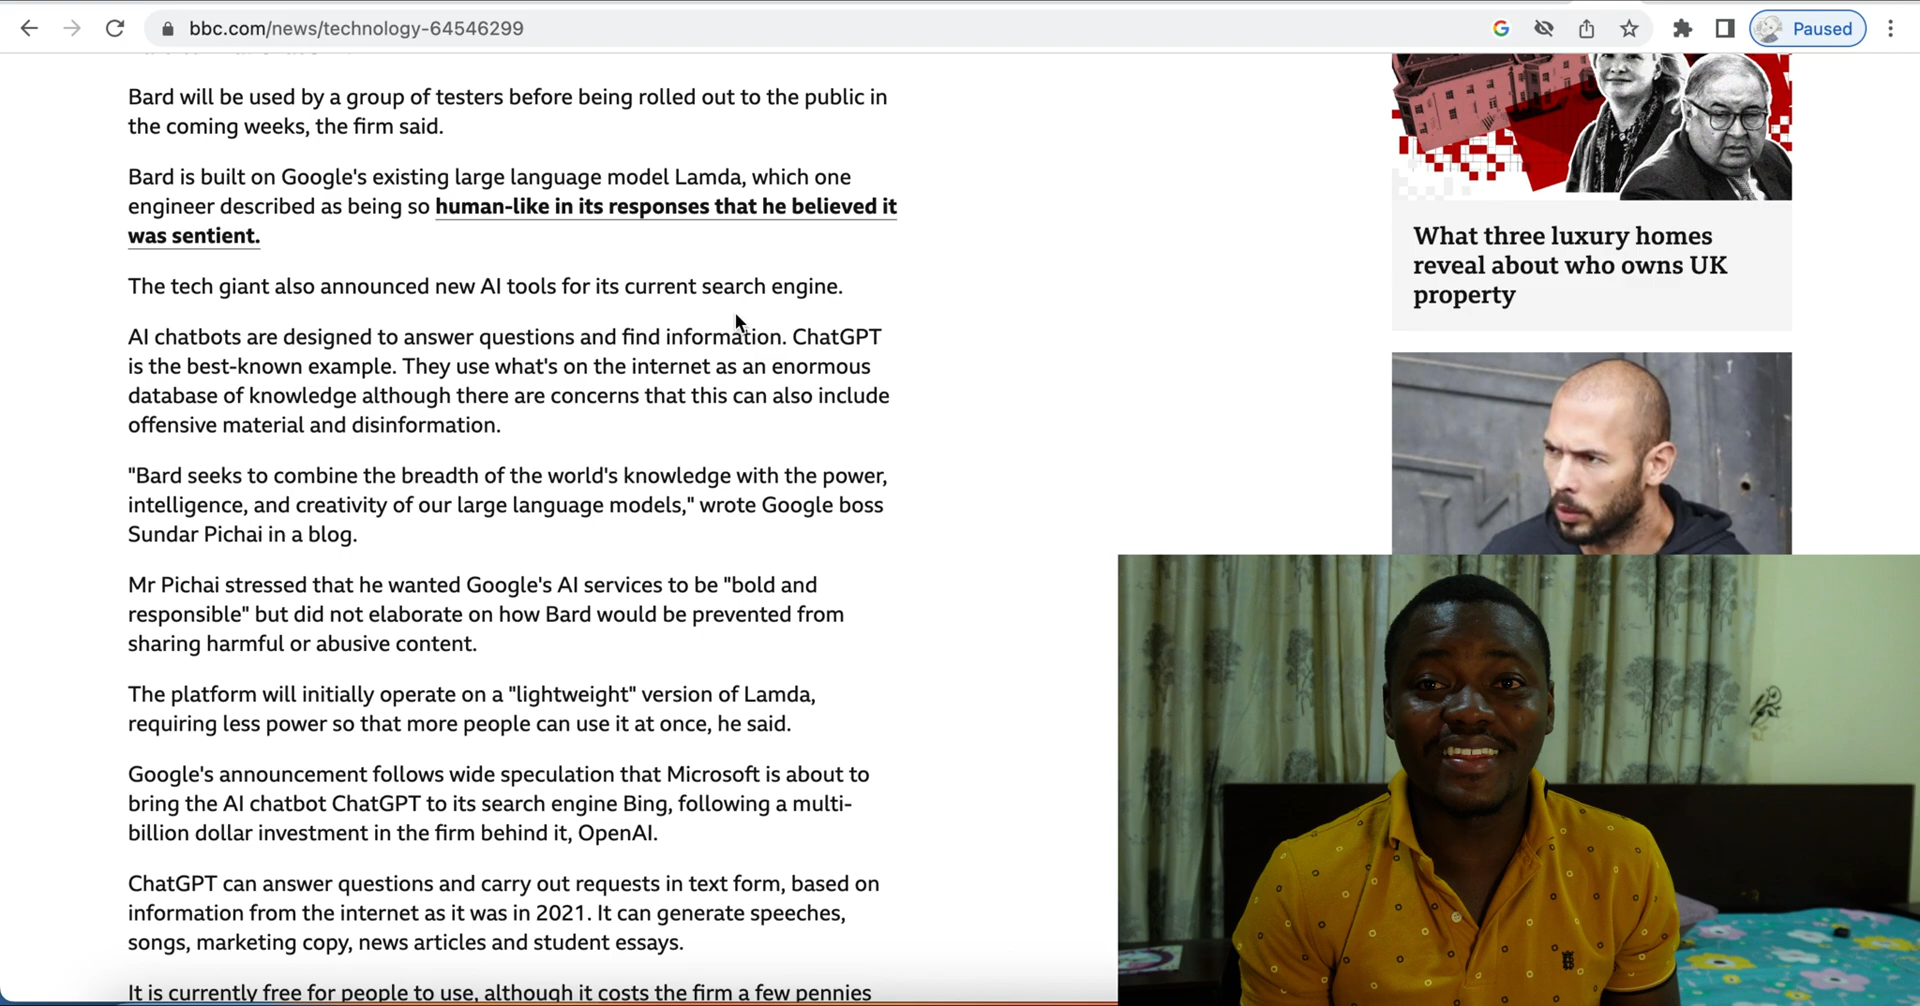 bbc.com/news/technology-64546299
Paused
Bard will be used by a group of testers before being rolled out to the public in
the coming weeks, the firm said.
Bard is built on Google's existing large language model Lamda, which one
engineer described as being so human-like in its responses that he believed it
was sentient.
The tech giant also announced new AI tools for its current search engine.
AI chatbots are designed to answer questions and find information. ChatGPT
is the best-known example. They use what's on the internet as an enormous
database of knowledge although there are concerns that this can also include
offensive material and disinformation.
"Bard seeks to combine the breadth of the world's knowledge with the power,
intelligence, and creativity of our large language models," wrote Google boss
Sundar Pichai in a blog.
Mr Pichai stressed that he wanted Google's AI services to be "bold and
responsible" but did not elaborate on how Bard would be prevented from
sharing harmful or abusive content.
The platform will initially operate on a "lightweight" version of Lamda,
requiring less power so that more people can use it at once, he said.
Google's announcement follows wide speculation that Microsoft is about to
bring the AI chatbot ChatGPT to its search engine Bing, following a multi-
billion dollar investment in the firm behind it, OpenAI.
ChatGPT can answer questions and carry out requests in text form, based on
information from the internet as it was in 2021. It can generate speeches,
songs, marketing copy, news articles and student essays.
It is currently free for people to use, although it costs the firm a few pennies
What three luxury homes
reveal about who owns UK
property